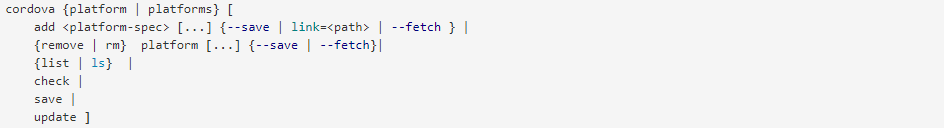 cordova {platform | platforms} [
    add <platform-spec> [...] {--save | link=<path> | --fetch } |
    {remove | rm}  platform [...] {--save | --fetch}|
    {list | ls}  |
    check |
    save |
    update ]